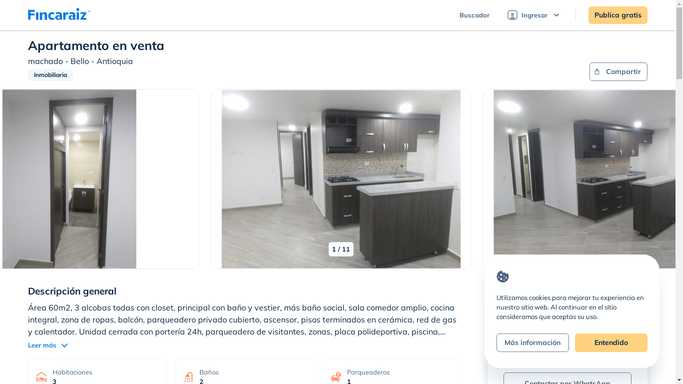 Fincaraiz
Buscador
Ingresar
Publica gratis
Apartamento en venta
machado - Bello - Antioquia
Inmobiliaria
Compartir
1 / 11
Descripción general
Área 60m2, 3 alcobas todas con closet, principal con baño y vestier, más baño social, sala comedor amplio, cocina
integral, zona de ropas, balcón, parqueadero privado cubierto, ascensor, pisos terminados en cerámica, red de gas
y calentador. Unidad cerrada con portería 24h, parqueadero de visitantes, zonas, placa polideportiva, piscina,...
Leer más
Habitaciones
3
Baños
2
Parqueaderos
1
Utilizamos cookies para mejorar tu experiencia en
nuestro sitio web. Al continuar en el sitio
consideramos que aceptas su uso.
Más información
Entendido
Contactar por WhatsApp